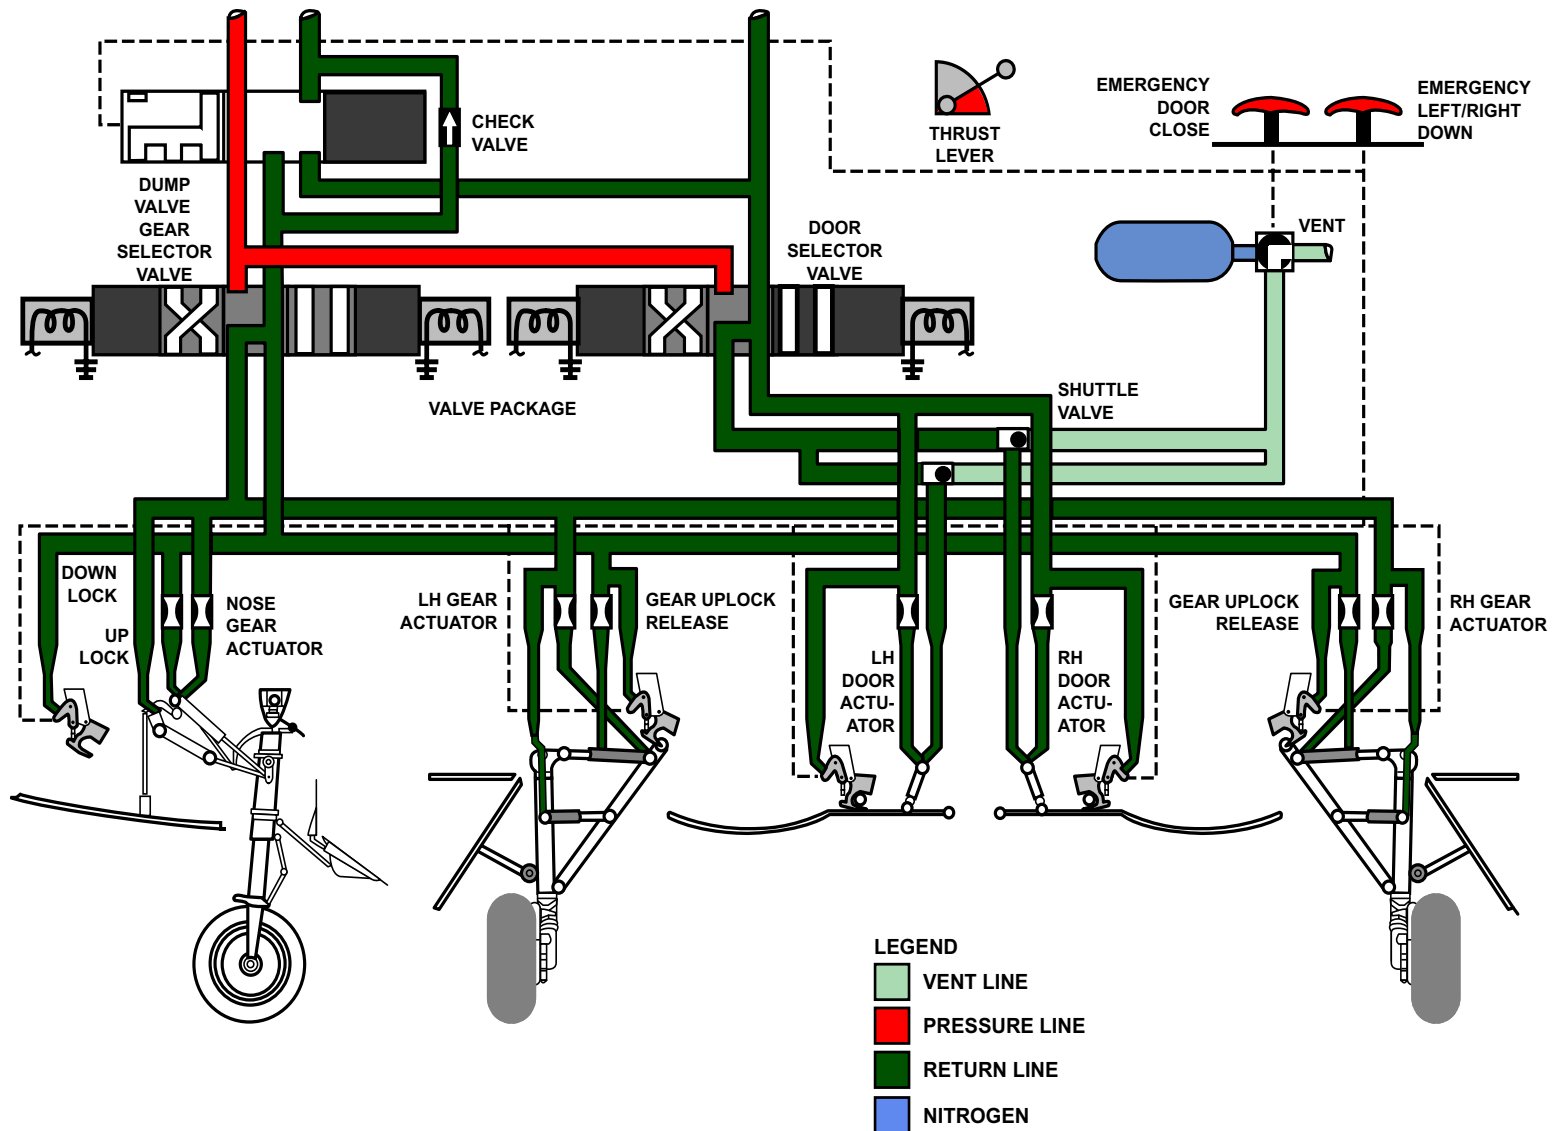 CHECK
VALVE
DUMP
VALVE
GEAR
SELECTOR
VALVE
THRUST
LEVER
EMERGENCY
DOOR
CLOSE
EMERGENCY
LEFT/RIGHT
DOWN
DOOR
SELECTOR
VALVE
VENT
VALVE PACKAGE
SHUTTLE
VALVE
DOWN
LOCK
UP
LOCK
NOSE
GEAR
ACTUATOR
LH GEAR
ACTUATOR
GEAR UPLOCK
RELEASE
LH
DOOR
ACTU-
ATOR
RH
DOOR
ACTU-
ATOR
GEAR UPLOCK
RELEASE
RH GEAR
ACTUATOR
LEGEND
VENT LINE
PRESSURE LINE
RETURN LINE
NITROGEN